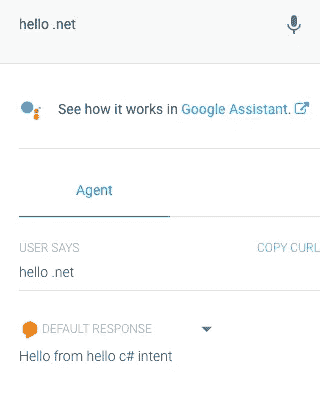 hello .net
See how it works in Google Assistant.
Agent
USER SAYS COPY CURL
hello .net
DEFAULT RESPONSE
Hello from hello c# intent